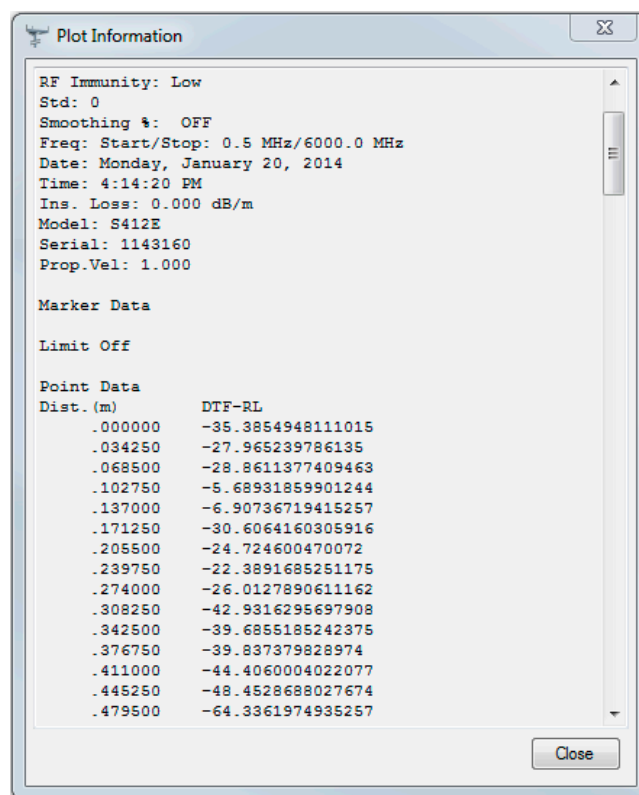 Plot Information
RF Immunity: Low
Std: 0
Smoothing %: OFF
Freq: Start/Stop: 0.5 MHz/6000.0 MHz
Date: Monday, January 20, 2014
Time: 4:14:20 PM
Ins. Loss: 0.000 dB/m
Model: S412E
Serial: 1143160
Prop.Vel: 1.000
Marker Data
Limit Off
Point Data
Dist.(m) DTF-RL
.000000 -35.3854948111015
.034250 -27.965239786135
.068500 -28.8611377409463
.102750 -5.68931859901244
.137000 -6.90736719415257
.171250 -30.6064160305916
.205500 -24.724600470072
.239750 -22.3891685251175
.274000 -26.0127890611162
.308250 -42.9316295697908
.342500 -39.6855185242375
.376750 -39.837379828974
.411000 -44.4060004022077
.445250 -48.4528688027674
.479500 -64.3361974935257
Close